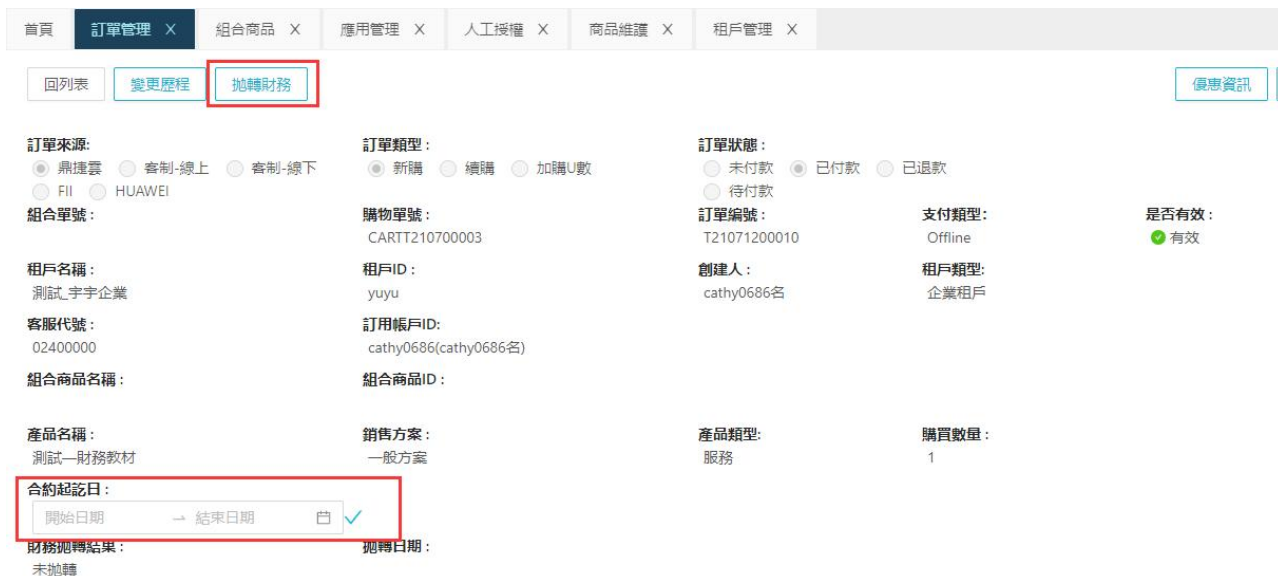 首頁 訂單管理 X 組合商品 X 應用管理 X 人工授權 X 商品維護 X 租戶管理 X
回列表 變更歷程 拋轉財務 優惠資訊
訂單來源: 訂單類型 : 訂單狀態 :
鼎捷雲 客制-線上 客制-線下 新購 續購 加購U數 未付款 已付款 已退款
FII HUAWEI 待付款
組合單號 : 購物單號 : 訂單編號 : 支付類型: 是否有效 :
CARTT210700003 T21071200010 Offline 有效
租戶名稱 : 租戶ID : 創建人 : 租戶類型:
測試_宇宇企業 yuyu cathy0686名 企業租戶
客服代號 : 訂用帳戶ID:
02400000 cathy0686(cathy0686名)
組合商品名稱 : 組合商品ID :
產品名稱 : 銷售方案 : 產品類型: 購買數量 :
測試—財務教材 一般方案 服務 1
合約起訖日 :
開始日期 → 結束日期
財務拋轉結果 : 拋轉日期 :
未拋轉